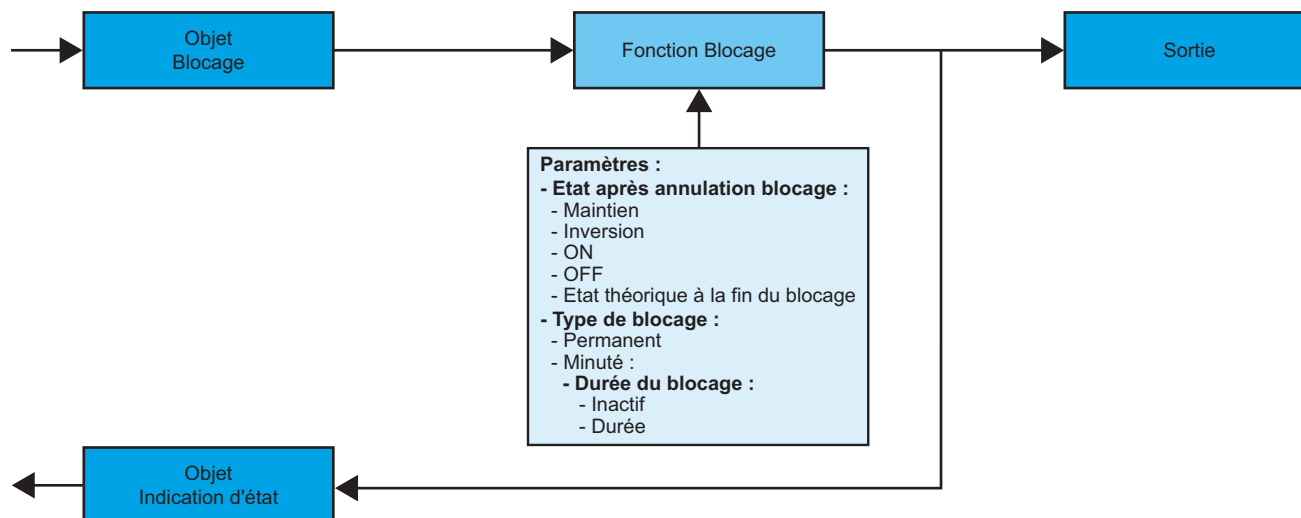 Objet
Blocage
Fonction Blocage
Sortie
Paramètres :
- Etat après annulation blocage :
- Maintien
- Inversion
- ON
- OFF
- Etat théorique à la fin du blocage
- Type de blocage :
- Permanent
- Minuté :
- Durée du blocage :
- Inactif
- Durée
Objet
Indication d'état